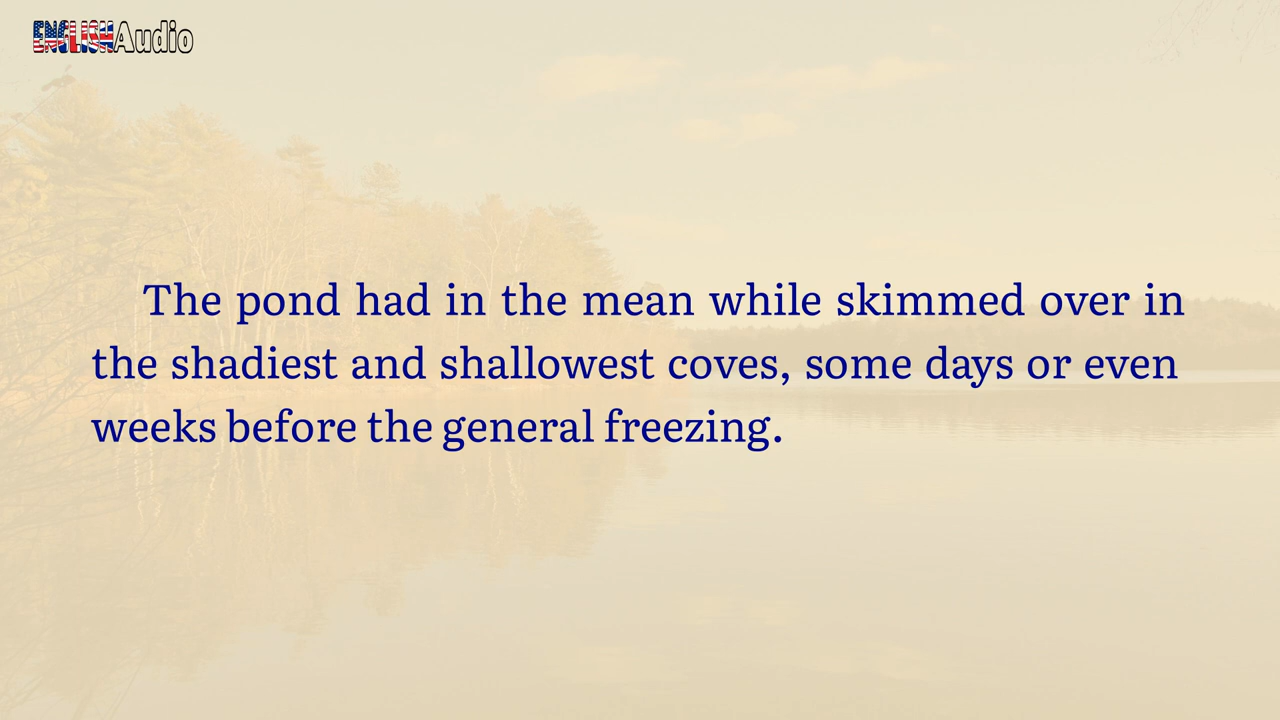 ENGLISHAudio
The pond had in the mean while skimmed over in
the shadiest and shallowest coves, some days or even
weeks before the general freezing.